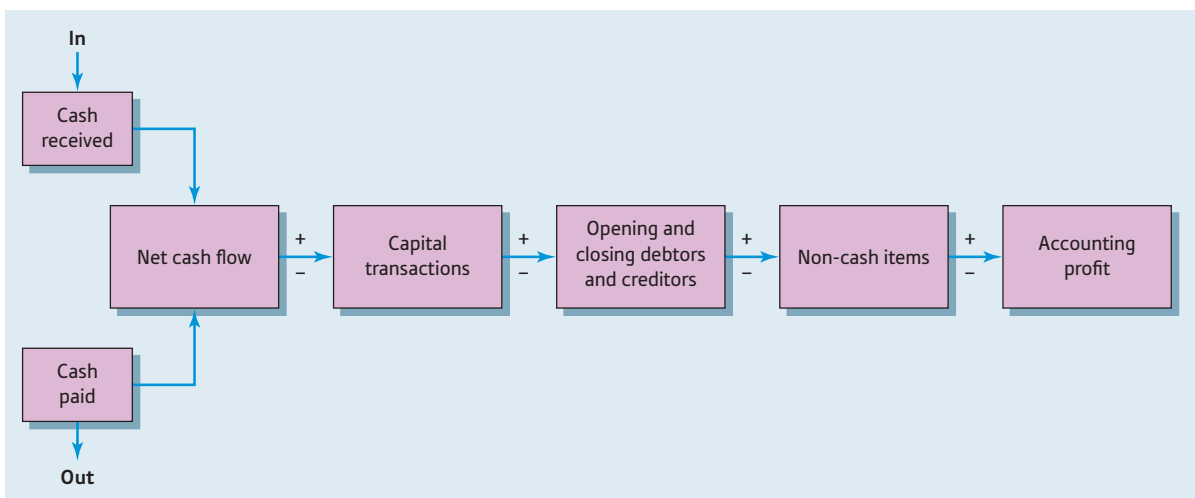 In
Cash
received
Net cash flow
+
–
Capital
transactions
+
–
Opening and
closing debtors
and creditors
+
–
Non-cash items
+
–
Accounting
profit
Cash
paid
Out